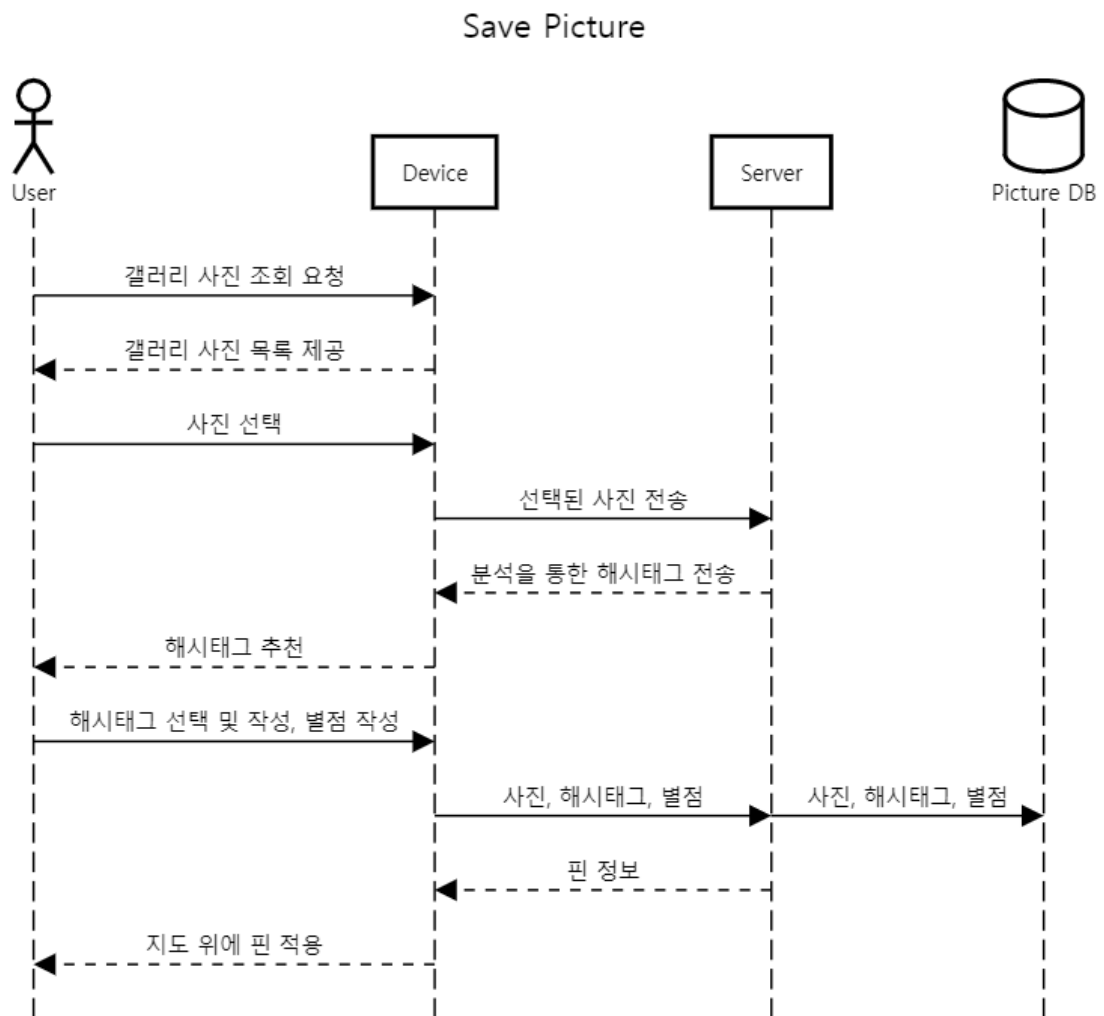 Save Picture
User
Device
Server
Picture DB
갤러리 사진 조회 요청
갤러리 사진 목록 제공
사진 선택
선택된 사진 전송
분석을 통한 해시태그 전송
해시태그 추천
해시태그 선택 및 작성, 별점 작성
사진, 해시태그, 별점
사진, 해시태그, 별점
핀 정보
지도 위에 핀 적용